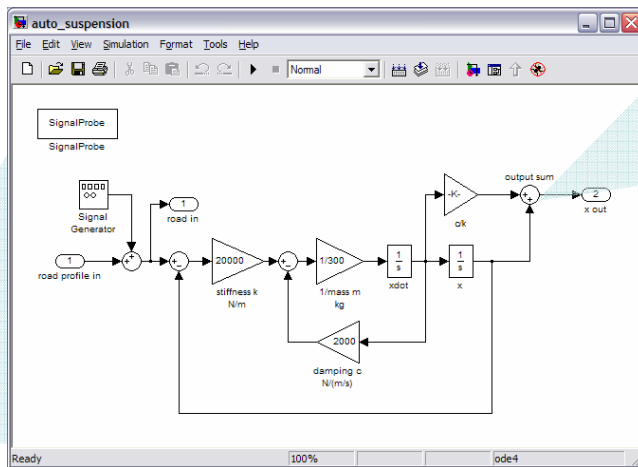 auto_suspension
File Edit View Simulation Format Tools Help
Normal
SignalProbe
SignalProbe
Signal
Generator
1
road in
1
road profile in
20000
stiffness k
N/m
1/300
1/mass m
kg
1
s
xdot
1
s
x
-K-
c/k
output sum
2
x out
2000
damping c
N/(m/s)
Ready 100% ode4